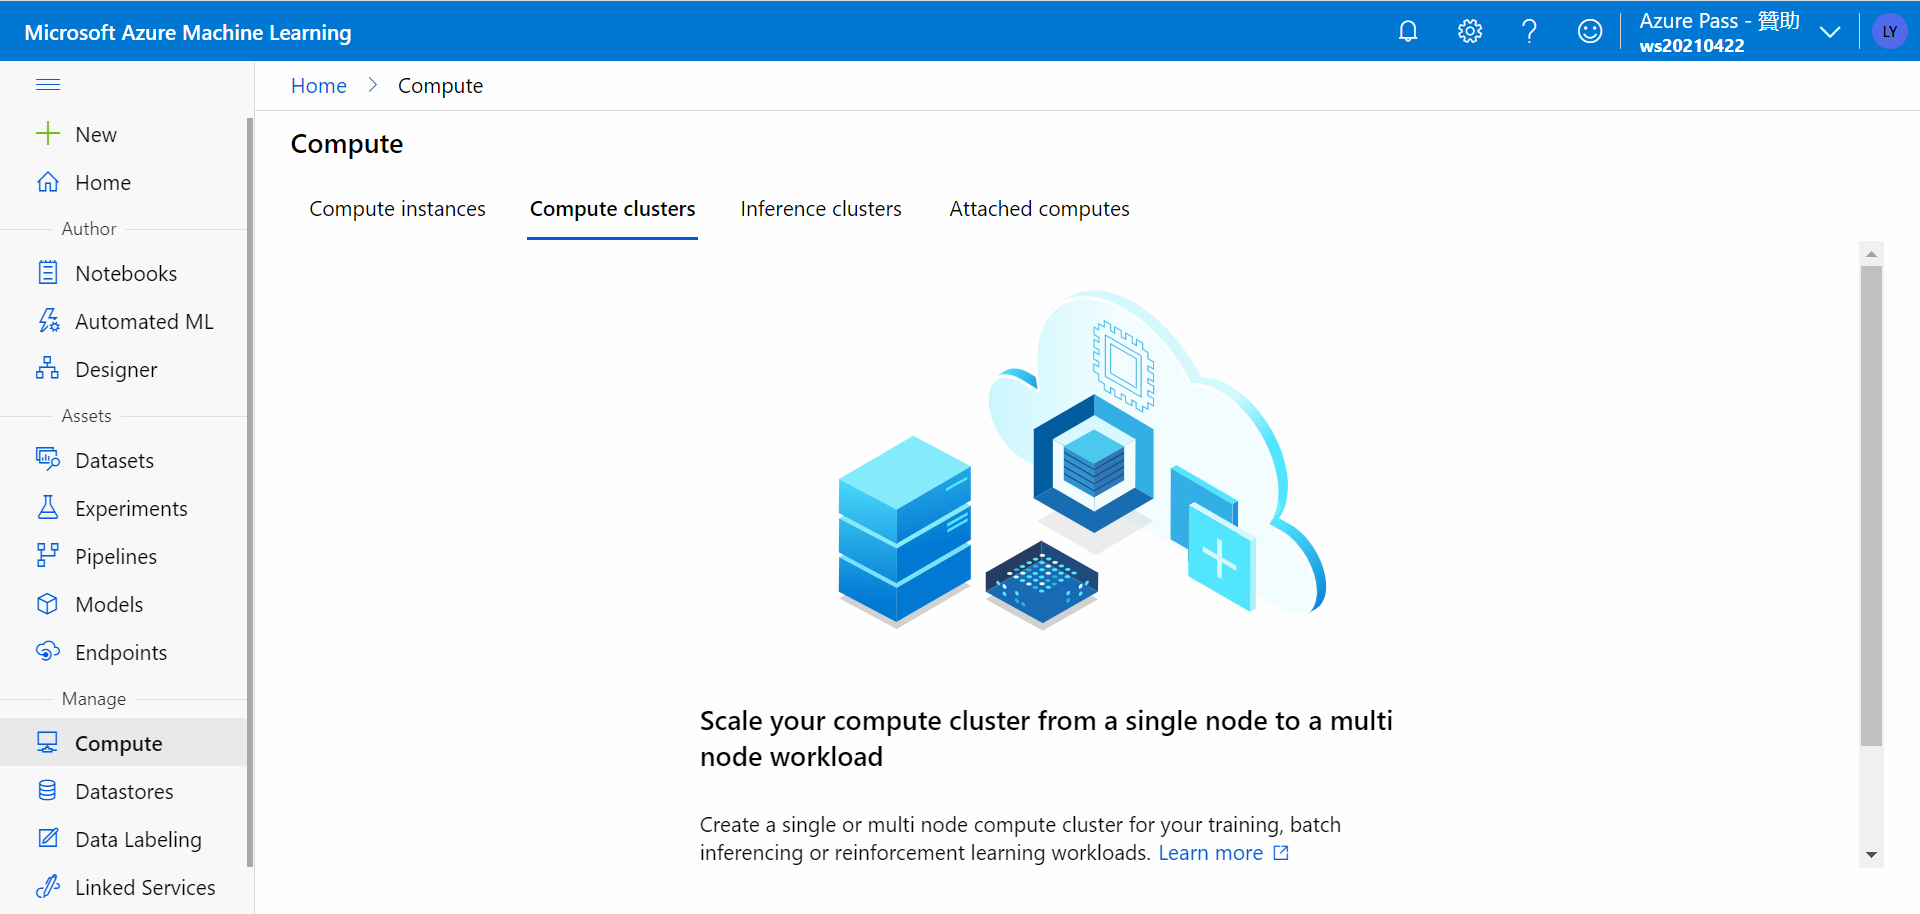 Microsoft Azure Machine Learning
Azure Pass - 贊助
ws20210422
LY
New
Home
Author
Notebooks
Automated ML
Designer
Assets
Datasets
Experiments
Pipelines
Models
Endpoints
Manage
Compute
Datastores
Data Labeling
Linked Services
Home > Compute
Compute
Compute instances Compute clusters Inference clusters Attached computes
Scale your compute cluster from a single node to a multi
node workload
Create a single or multi node compute cluster for your training, batch
inferencing or reinforcement learning workloads. Learn more